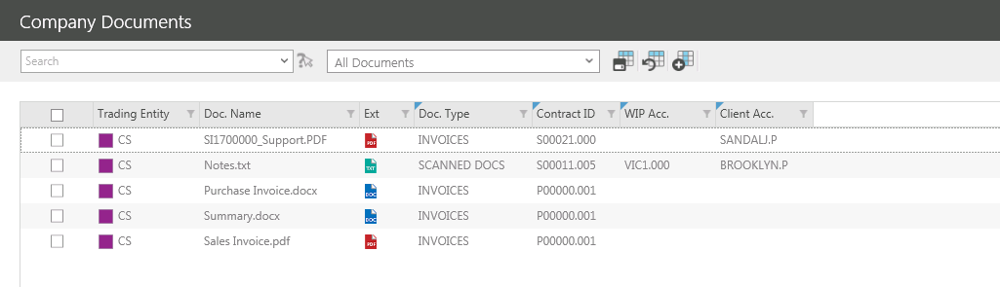 Company Documents
Search All Documents
Trading Entity Doc. Name Ext Doc. Type Contract ID WIP Acc. Client Acc.
CS SI1700000_Support.PDF PDF INVOICES S00021.000 SANDALJ.P
CS Notes.txt TXT SCANNED DOCS S00011.005 VIC1.000 BROOKLYN.P
CS Purchase Invoice.docx DOC INVOICES P00000.001
CS Summary.docx DOC INVOICES P00000.001
CS Sales Invoice.pdf PDF INVOICES P00000.001